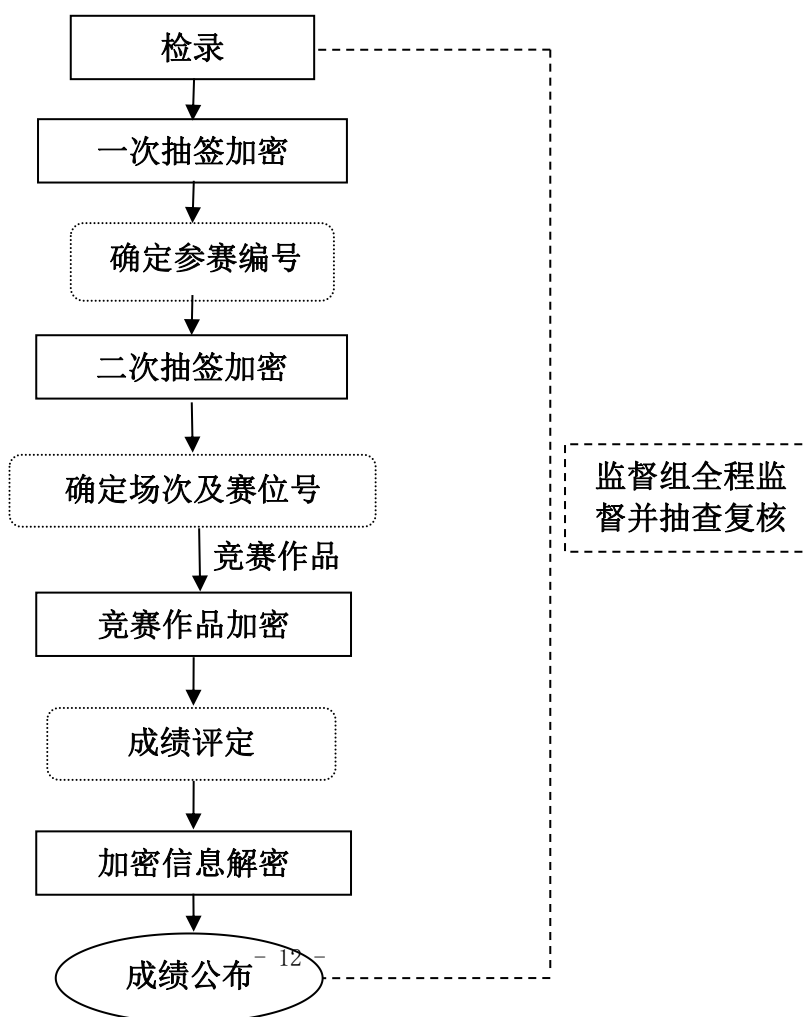 检录
一次抽签加密
确定参赛编号
二次抽签加密
确定场次及赛位号
竞赛作品
竞赛作品加密
成绩评定
加密信息解密
成绩公布
- 12 -
监督组全程监
督并抽查复核